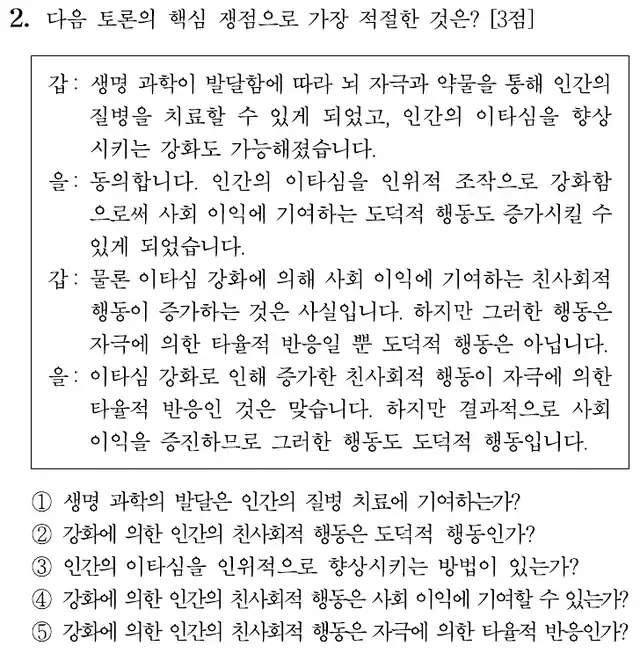 2. 다음 토론의 핵심 쟁점으로 가장 적절한 것은? [3점]
갑: 생명 과학이 발달함에 따라 뇌 자극과 약물을 통해 인간의
질병을 치료할 수 있게 되었고, 인간의 이타심을 향상
시키는 강화도 가능해졌습니다.
을: 동의합니다. 인간의 이타심을 인위적 조작으로 강화함
으로써 사회 이익에 기여하는 도덕적 행동도 증가시킬 수
있게 되었습니다.
갑: 물론 이타심 강화에 의해 사회 이익에 기여하는 친사회적
행동이 증가하는 것은 사실입니다. 하지만 그러한 행동은
자극에 의한 타율적 반응일 뿐 도덕적 행동은 아닙니다.
을: 이타심 강화로 인해 증가한 친사회적 행동이 자극에 의한
타율적 반응인 것은 맞습니다. 하지만 결과적으로 사회
이익을 증진하므로 그러한 행동도 도덕적 행동입니다.
① 생명 과학의 발달은 인간의 질병 치료에 기여하는가?
② 강화에 의한 인간의 친사회적 행동은 도덕적 행동인가?
③ 인간의 이타심을 인위적으로 향상시키는 방법이 있는가?
④ 강화에 의한 인간의 친사회적 행동은 사회 이익에 기여할 수 있는가?
⑤ 강화에 의한 인간의 친사회적 행동은 자극에 의한 타율적 반응인가?